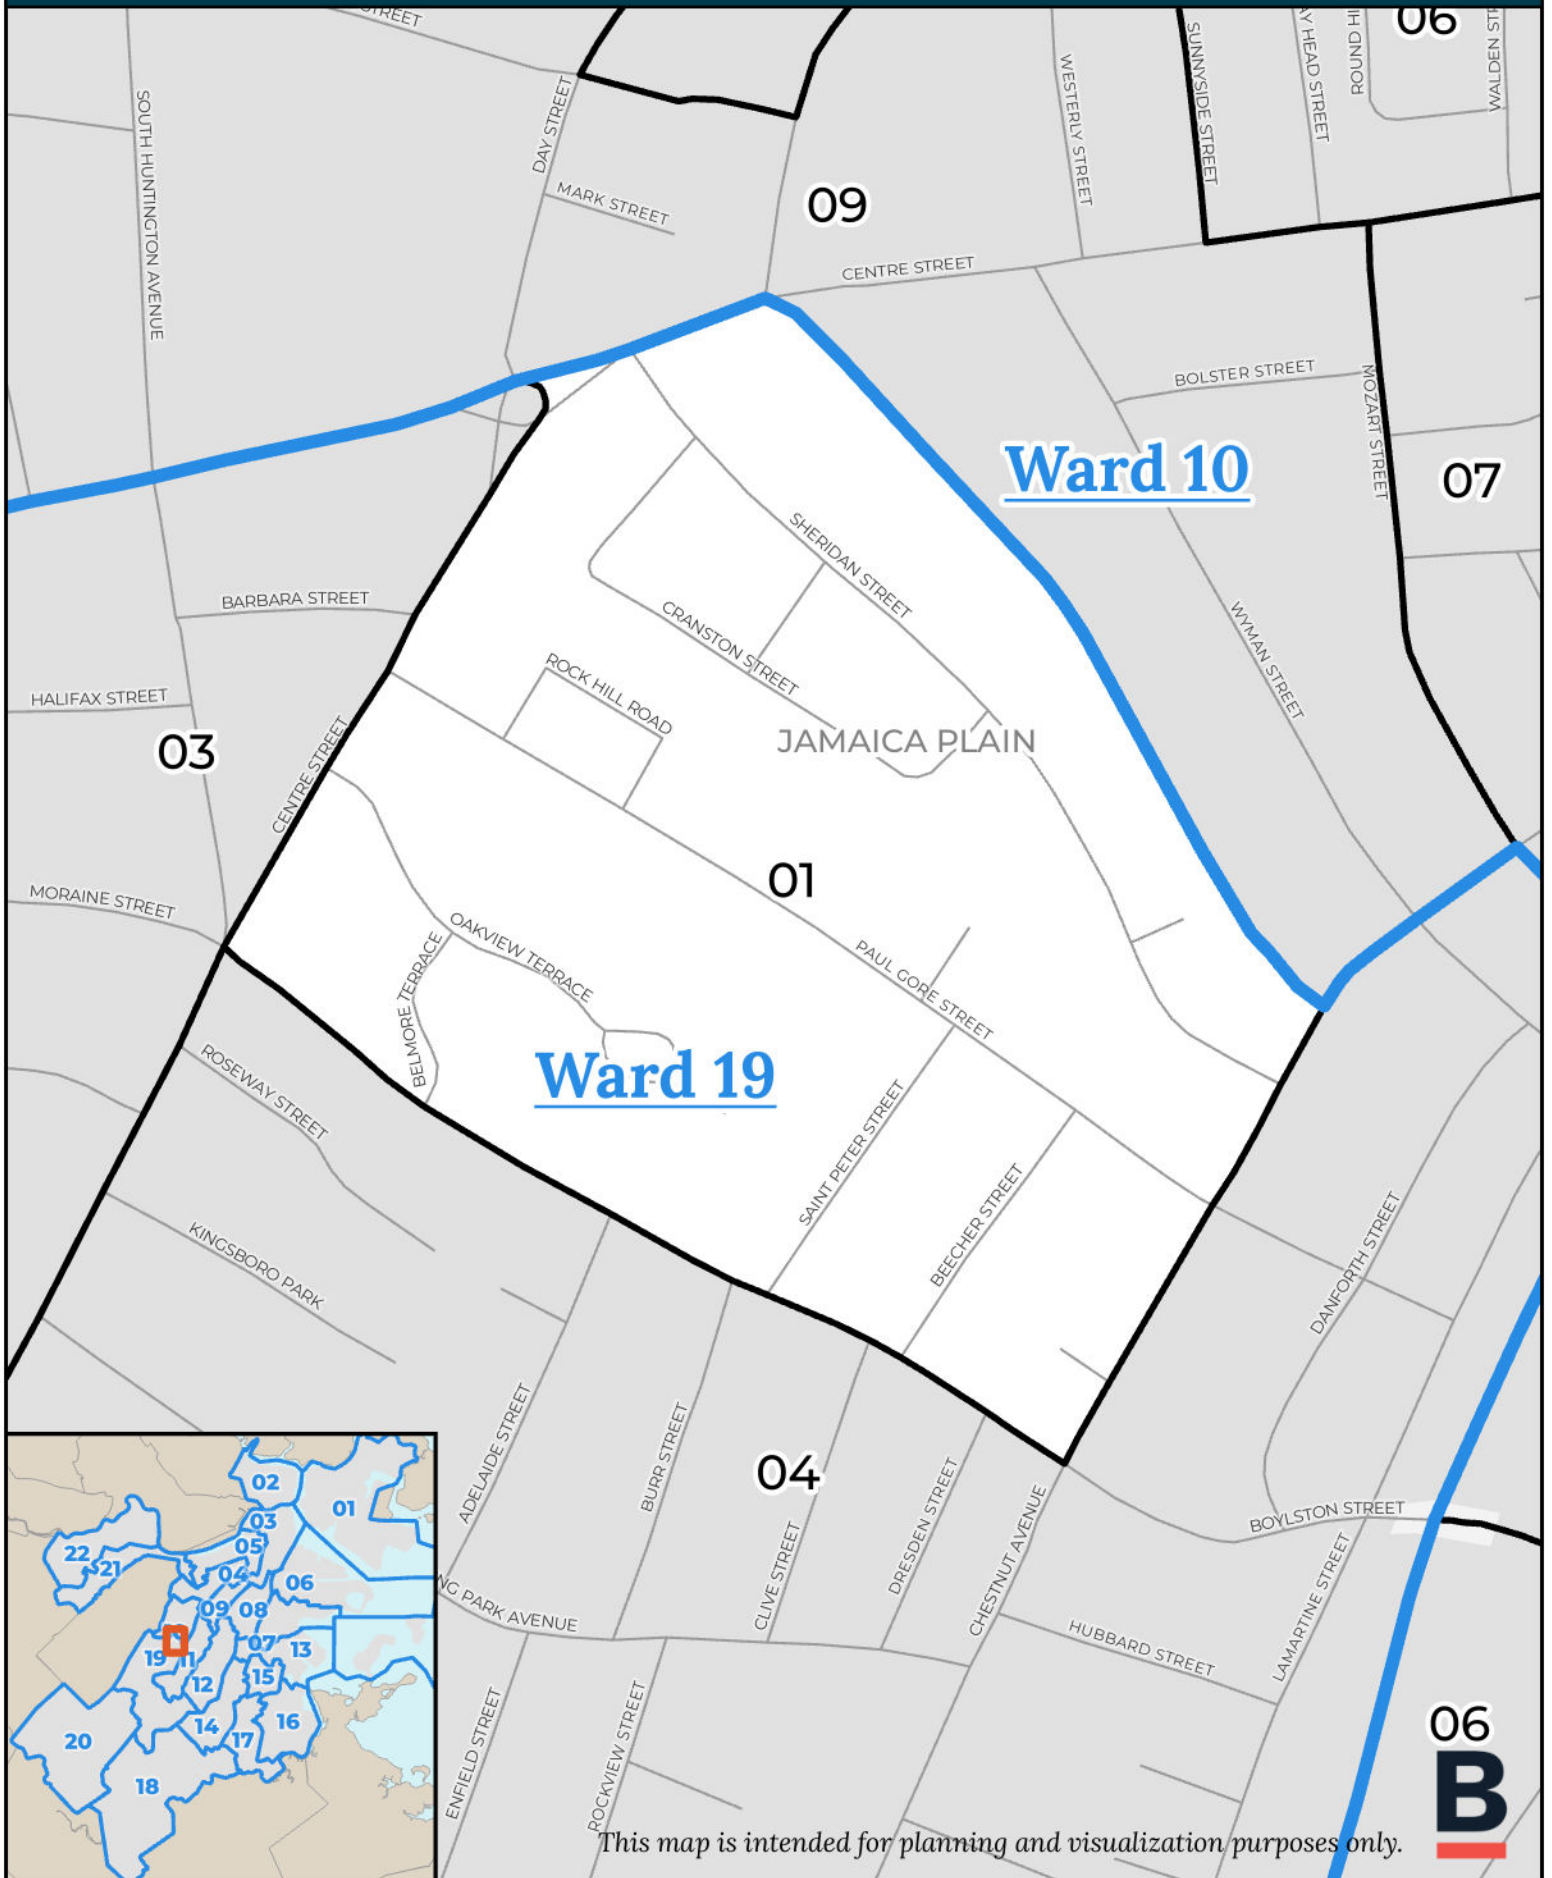 STREET
06
SOUTH HUNTINGTON AVENUE
DAY STREET
MARK STREET
09
WESTERLY STREET
SUNNYSIDE STREET
HEAD STREET
ROUND
WALDEN
CENTRE STREET
BOLSTER STREET
MOZART STREET
Ward 10
07
SHERIDAN STREET
BARBARA STREET
CRANSTON STREET
WYMAN STREET
ROCK HILL ROAD
HALIFAX STREET
03
JAMAICA PLAIN
CENTRE STREET
01
MORAINE STREET
OAKVIEW TERRACE
BELMORE TERRACE
PAUL GORE STREET
Ward 19
ROSEWAY STREET
SAINT PETER STREET
BEECHER STREET
DANFORTH STREET
KINGSBORO PARK
ADELAIDE STREET
BURR STREET
04
CLIVE STREET
DRESDEN STREET
CHESTNUT AVENUE
BOYLSTON STREET
LAMARTINE STREET
PARK AVENUE
HUBBARD STREET
ENFIELD STREET
ROCKVIEW STREET
02
01
03
05
22
21
04
06
09
08
07
13
19
11
12
15
14
17
16
20
18
06
B
This map is intended for planning and visualization purposes only.